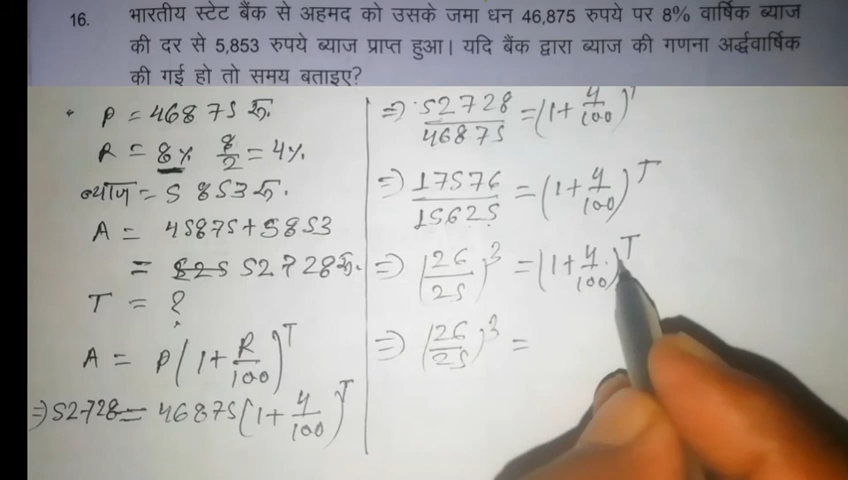 16. भारतीय स्टेट बैंक से अहमद को उसके जमा धन 46,875 रुपये पर 8% वार्षिक ब्याज
की दर से 5,853 रुपये ब्याज प्राप्त हुआ। यदि बैंक द्वारा ब्याज की गणना अर्द्धवार्षिक
की गई हो तो समय बताइए?
P = 46875 रु.
R = 8% 8/2 = 4%.
ब्याज = 5853 रु.
A = 45875+5853
= 525 52728 रु.
T = ?
A = P(1+R/100)^T
⇒ 52728 = 46875(1+4/100)^T
⇒ 52728/46875 = (1+4/100)^T
⇒ 17576/15625 = (1+4/100)^T
⇒ (26/25)^3 = (1+4/100)^T
⇒ (26/25)^3 =